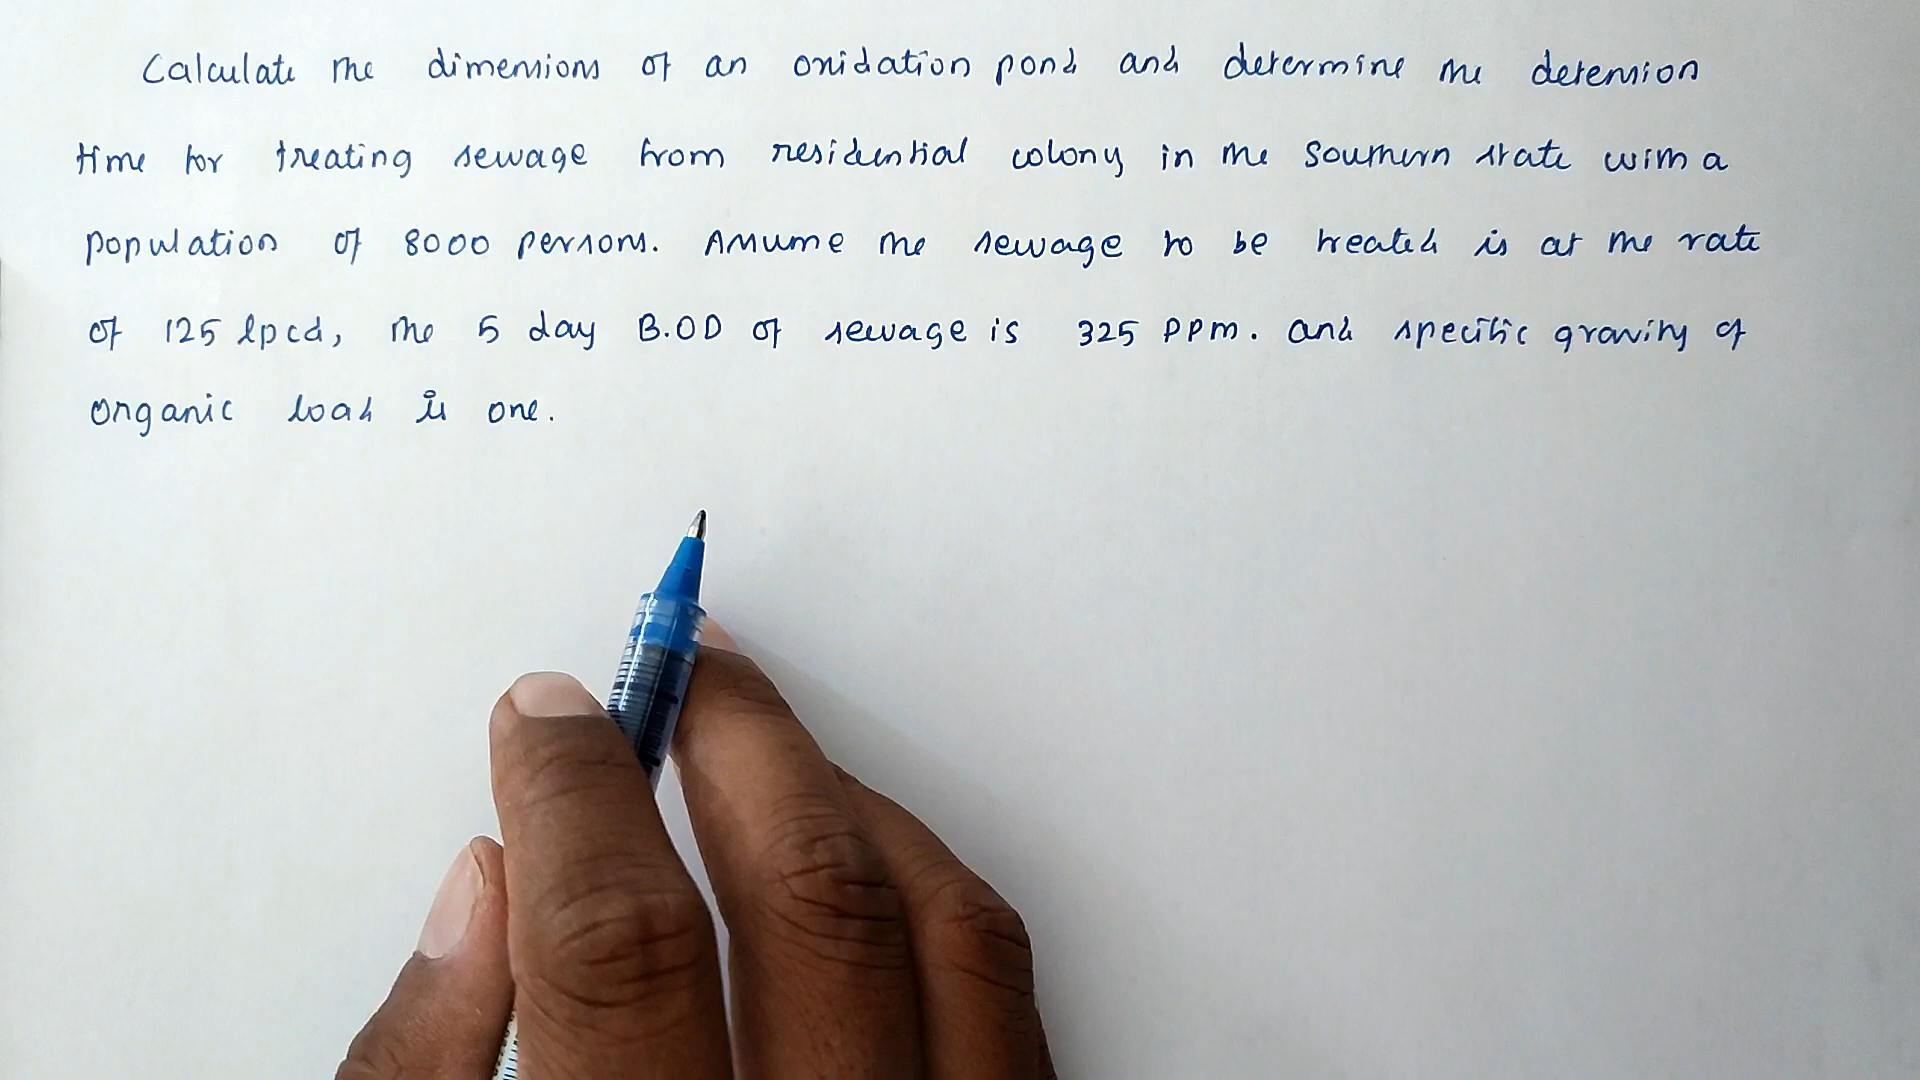 Calculate the dimensions of an oxidation pond and determine the detension
time for treating sewage from residential colony in the southern state with a
population of 8000 persons. Assume the sewage to be treated is at the rate
of 125 lpcd, the 5 day B.OD of sewage is 325 PPm. and specific gravity of
organic load is one.